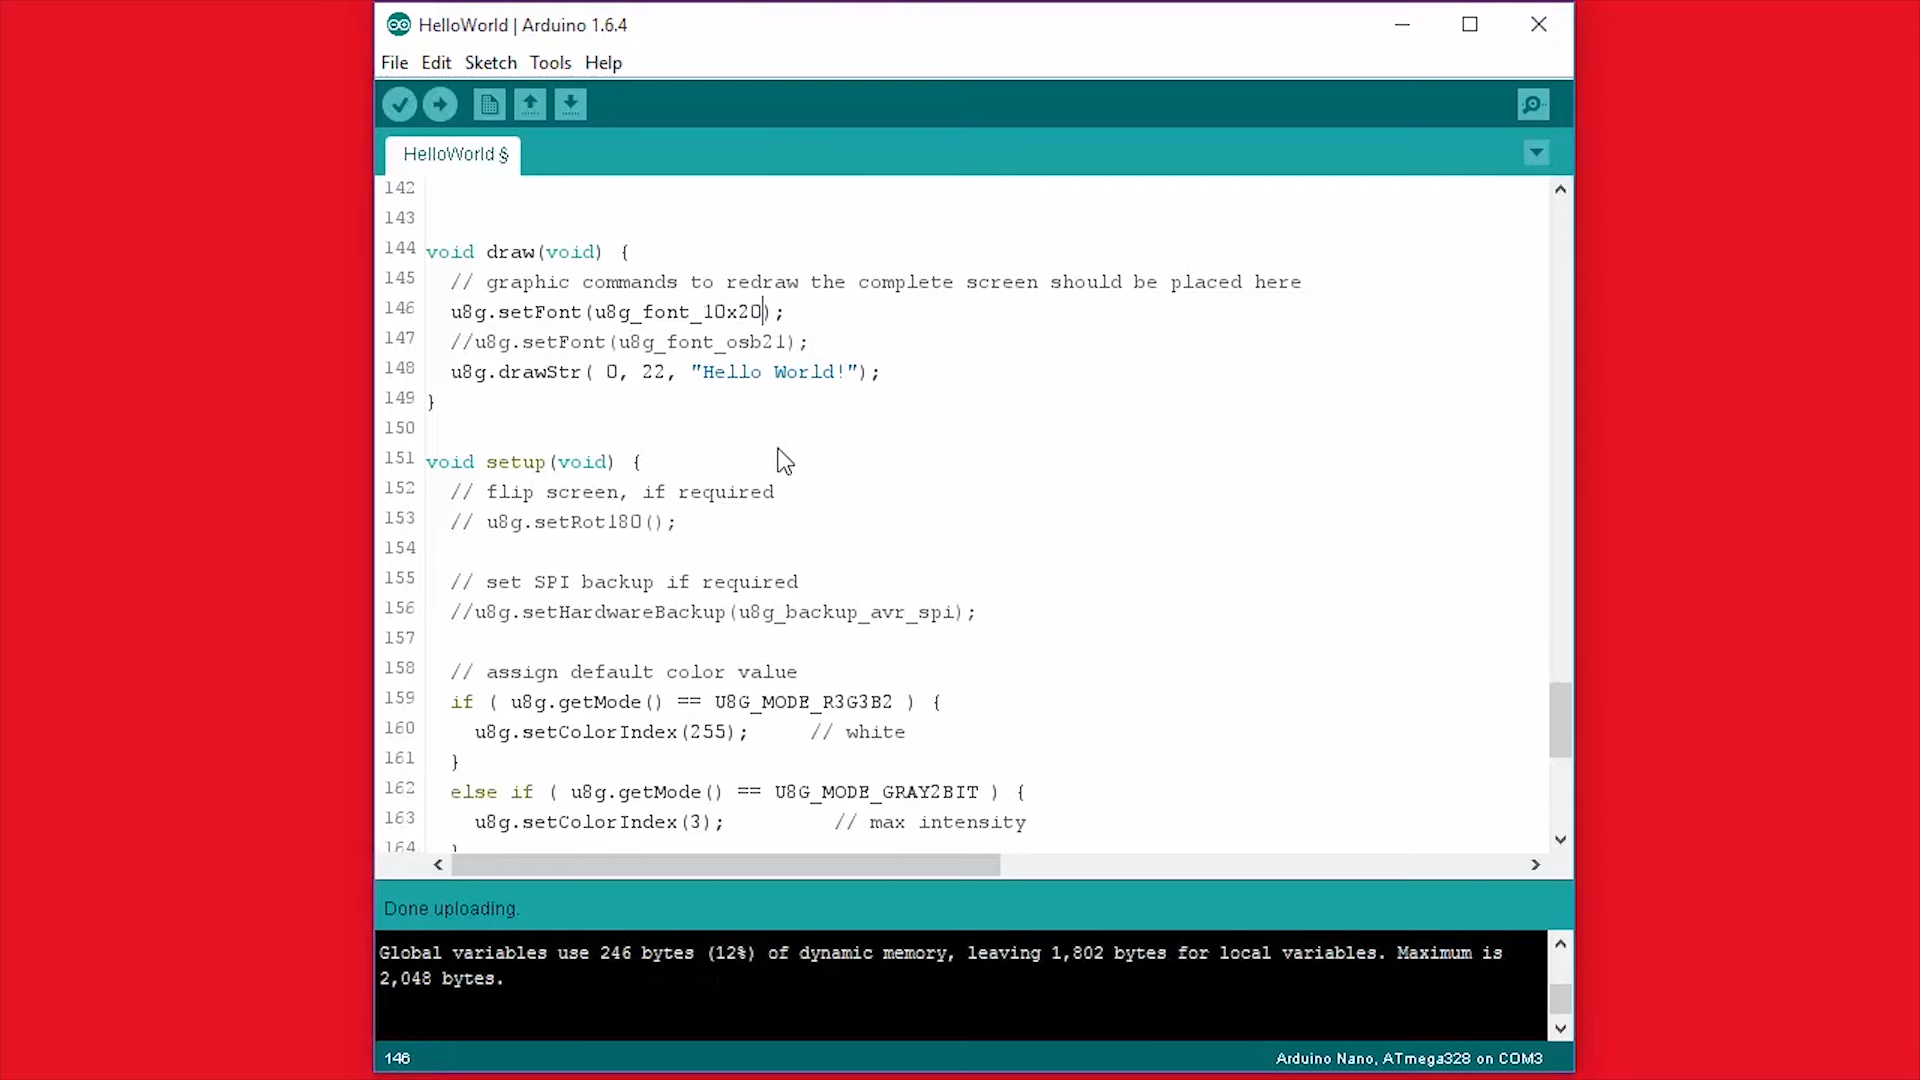 HelloWorld | Arduino 1.6.4
File Edit Sketch Tools Help
HelloWorld §
142
143
144 void draw(void) {
145 // graphic commands to redraw the complete screen should be placed here
146 u8g.setFont(u8g_font_10x20);
147 //u8g.setFont(u8g_font_osb21);
148 u8g.drawStr( 0, 22, "Hello World!");
149 }
150
151 void setup(void) {
152 // flip screen, if required
153 // u8g.setRot180();
154
155 // set SPI backup if required
156 //u8g.setHardwareBackup(u8g_backup_avr_spi);
157
158 // assign default color value
159 if ( u8g.getMode() == U8G_MODE_R3G3B2 ) {
160 u8g.setColorIndex(255); // white
161 }
162 else if ( u8g.getMode() == U8G_MODE_GRAY2BIT ) {
163 u8g.setColorIndex(3); // max intensity
164 }
Done uploading.
Global variables use 246 bytes (12%) of dynamic memory, leaving 1,802 bytes for local variables. Maximum is
2,048 bytes.
146 Arduino Nano, ATmega328 on COM3